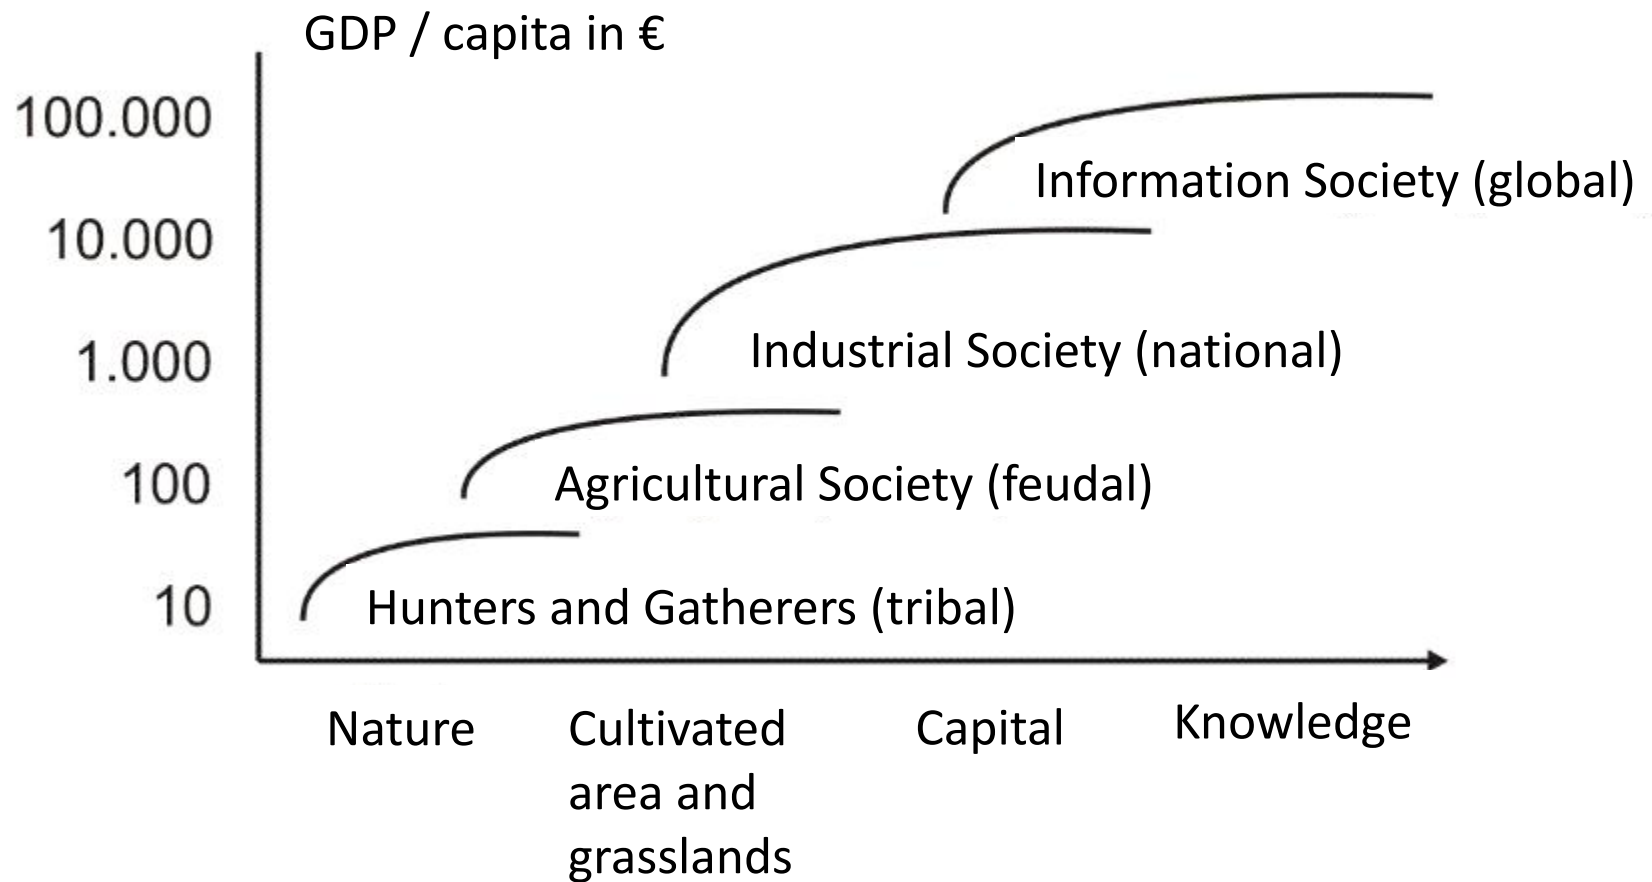 GDP / capita in €
100.000
Information Society (global)
10.000
Industrial Society (national)
1.000
Agricultural Society (feudal)
100
Hunters and Gatherers (tribal)
10
Nature
Cultivated
area and
grasslands
Capital
Knowledge